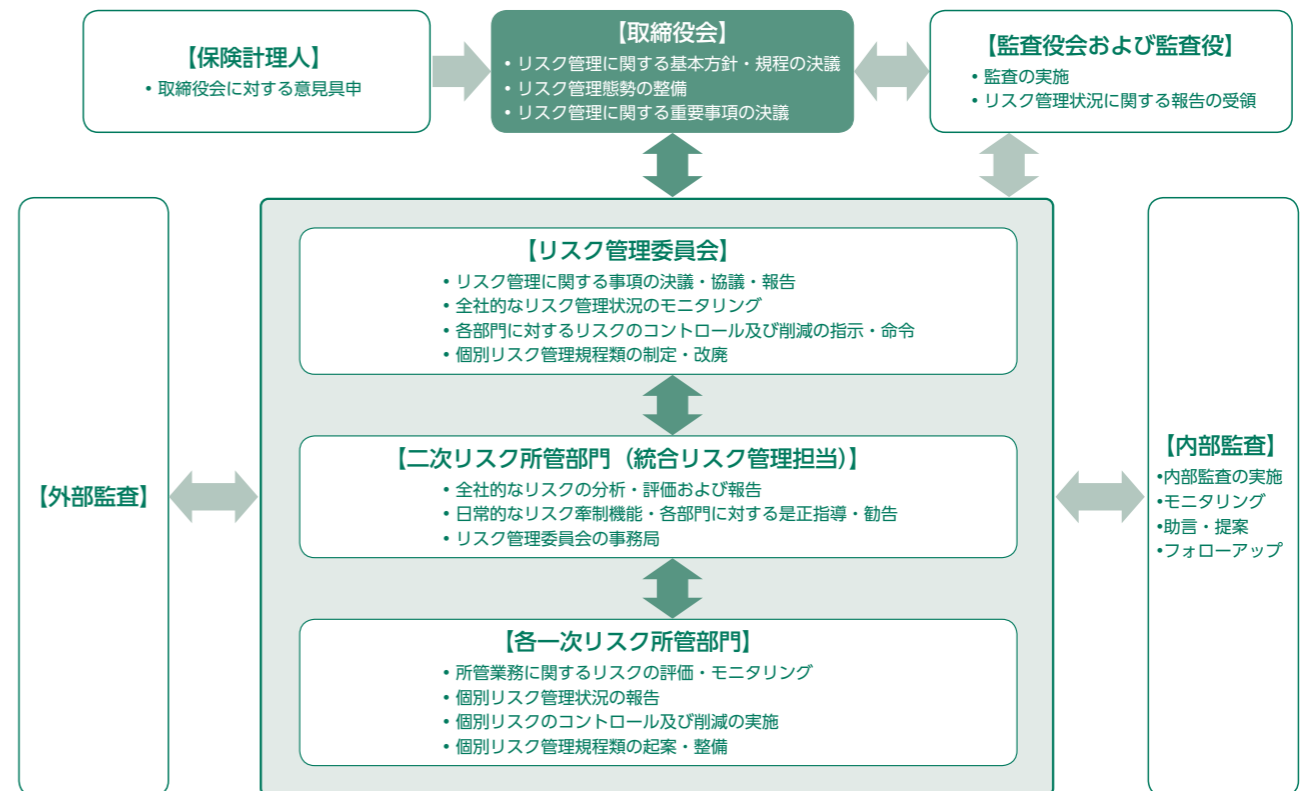 【保険計理人】
• 取締役会に対する意見具申
【取締役会】
• リスク管理に関する基本方針・規程の決議
• リスク管理態勢の整備
• リスク管理に関する重要事項の決議
【監査役会および監査役】
• 監査の実施
• リスク管理状況に関する報告の受領
【外部監査】
【リスク管理委員会】
• リスク管理に関する事項の決議・協議・報告
• 全社的なリスク管理状況のモニタリング
• 各部門に対するリスクのコントロール及び削減の指示・命令
• 個別リスク管理規程類の制定・改廃
【二次リスク所管部門（統合リスク管理担当）】
• 全社的なリスクの分析・評価および報告
• 日常的なリスク牽制機能・各部門に対する是正指導・勧告
• リスク管理委員会の事務局
【各一次リスク所管部門】
• 所管業務に関するリスクの評価・モニタリング
• 個別リスク管理状況の報告
• 個別リスクのコントロール及び削減の実施
• 個別リスク管理規程類の起案・整備
【内部監査】
•内部監査の実施
•モニタリング
•助言・提案
•フォローアップ